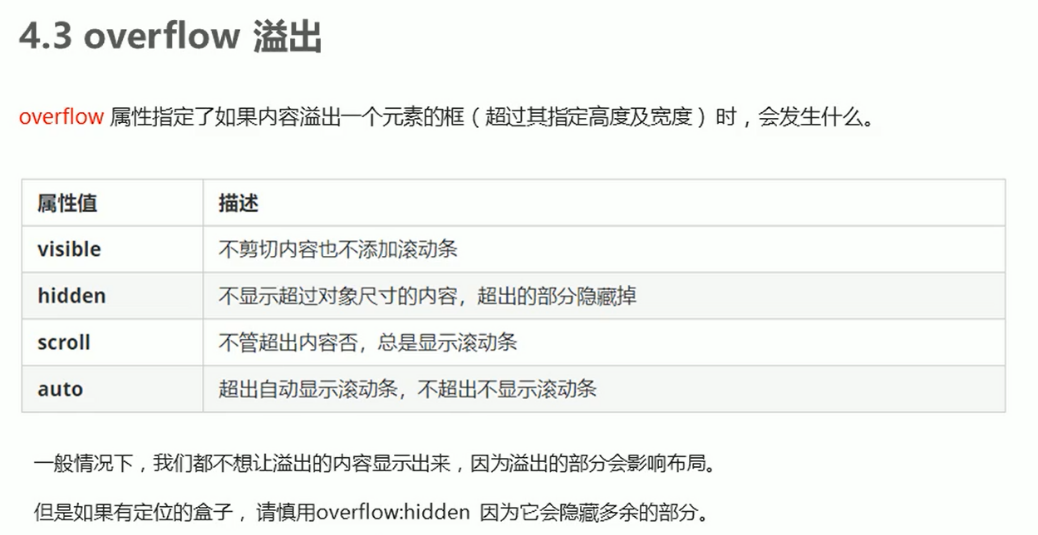 4.3 overflow 溢出
overflow 属性指定了如果内容溢出一个元素的框（超过其指定高度及宽度）时，会发生什么。
属性值 描述
visible 不剪切内容也不添加滚动条
hidden 不显示超过对象尺寸的内容，超出的部分隐藏掉
scroll 不管超出内容否，总是显示滚动条
auto 超出自动显示滚动条，不超出不显示滚动条
一般情况下，我们都不想让溢出的内容显示出来，因为溢出的部分会影响布局。
但是如果有定位的盒子，请慎用overflow:hidden 因为它会隐藏多余的部分。